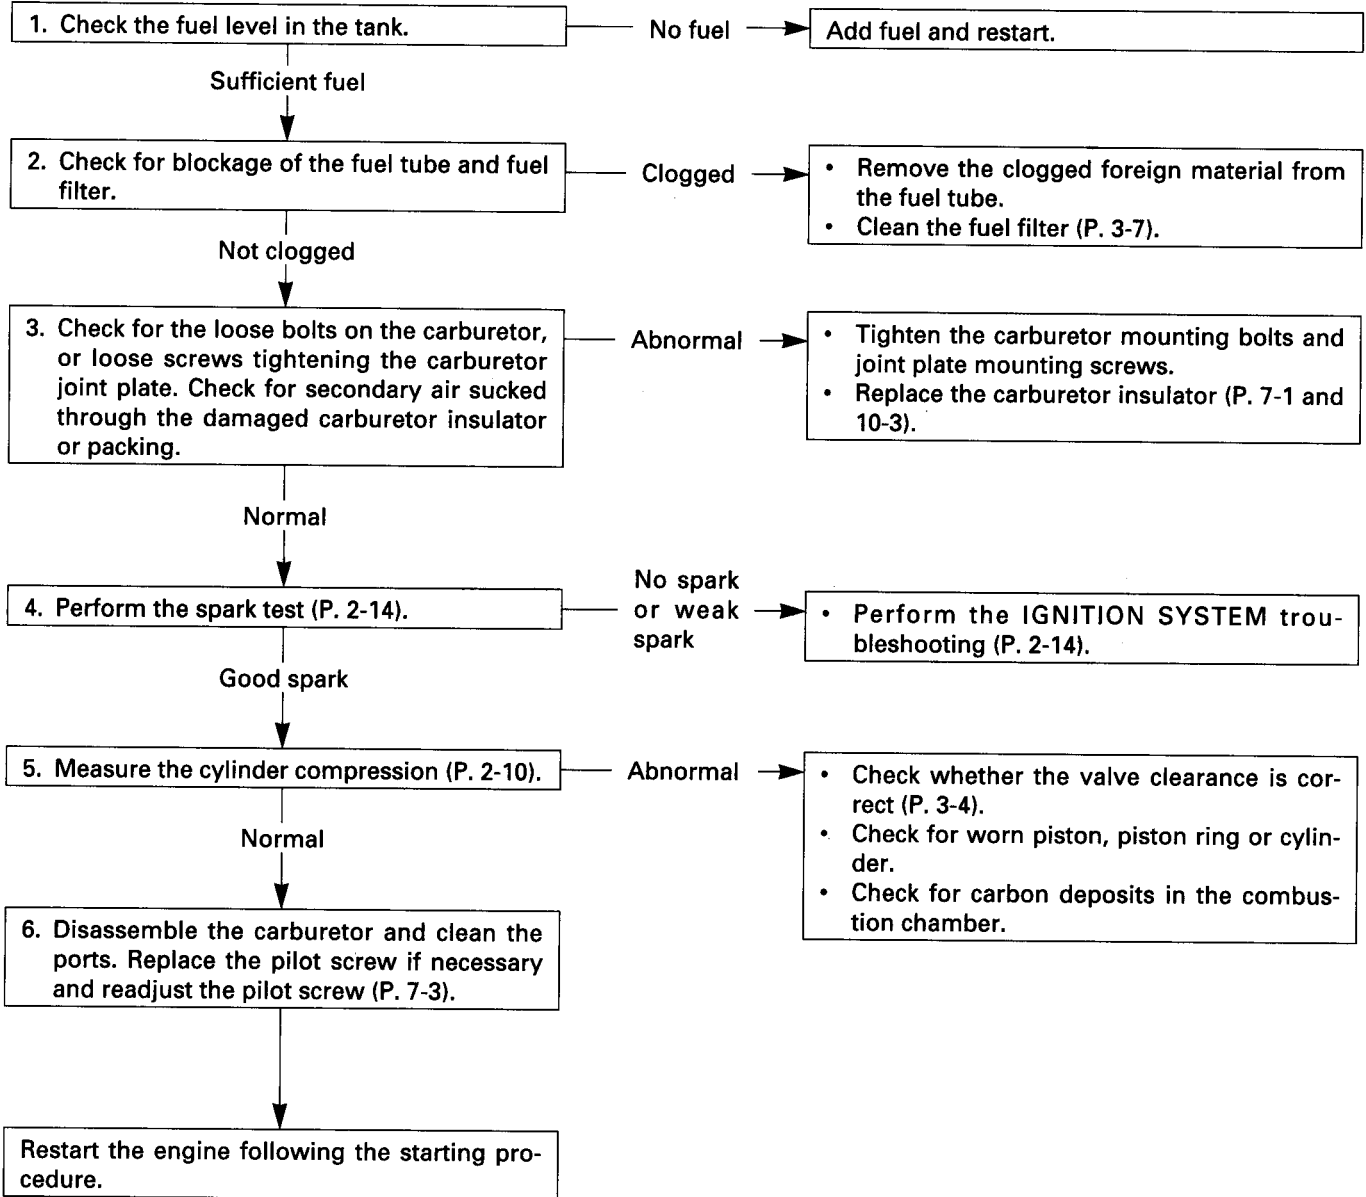 1. Check the fuel level in the tank.
No fuel
Add fuel and restart.
Sufficient fuel
2. Check for blockage of the fuel tube and fuel
filter.
Clogged
• Remove the clogged foreign material from
the fuel tube.
• Clean the fuel filter (P. 3-7).
Not clogged
3. Check for the loose bolts on the carburetor,
or loose screws tightening the carburetor
joint plate. Check for secondary air sucked
through the damaged carburetor insulator
or packing.
Abnormal
• Tighten the carburetor mounting bolts and
joint plate mounting screws.
• Replace the carburetor insulator (P. 7-1 and
10-3).
Normal
4. Perform the spark test (P. 2-14).
No spark
or weak
spark
• Perform the IGNITION SYSTEM trou-
bleshooting (P. 2-14).
Good spark
5. Measure the cylinder compression (P. 2-10).
Abnormal
• Check whether the valve clearance is cor-
rect (P. 3-4).
• Check for worn piston, piston ring or cylin-
der.
• Check for carbon deposits in the combus-
tion chamber.
Normal
6. Disassemble the carburetor and clean the
ports. Replace the pilot screw if necessary
and readjust the pilot screw (P. 7-3).
Restart the engine following the starting pro-
cedure.